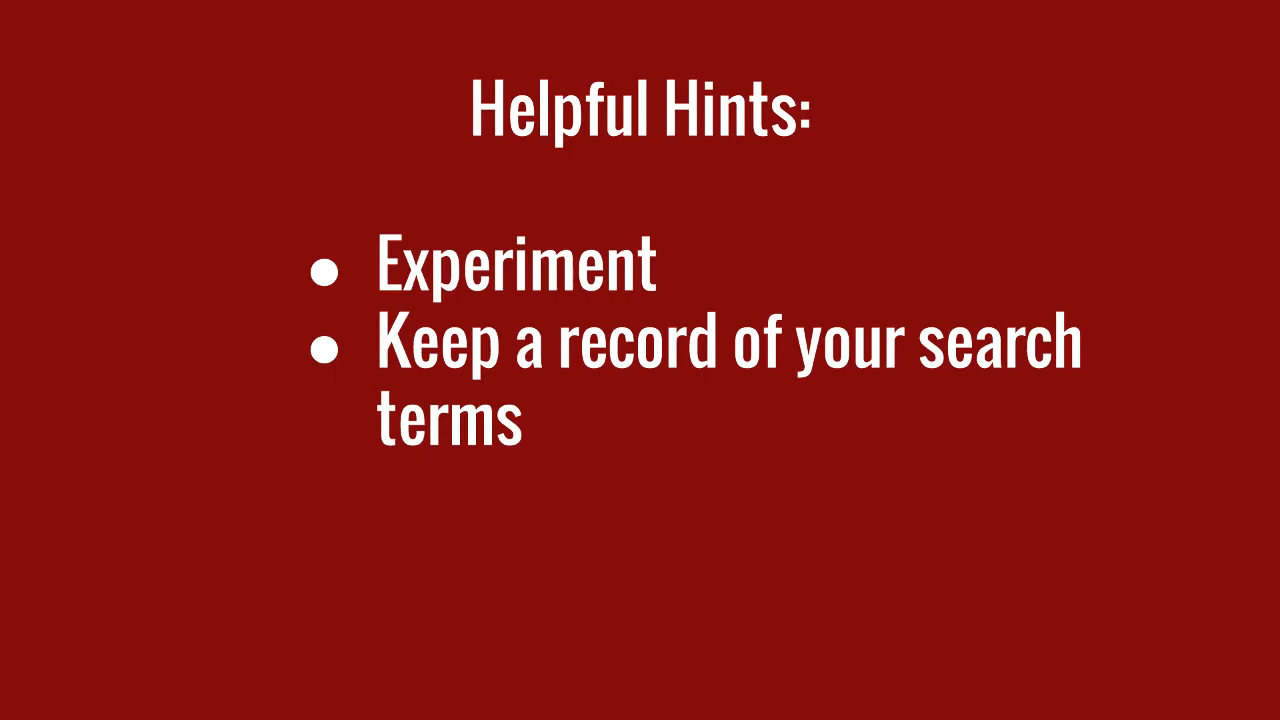 Helpful Hints:
● Experiment
● Keep a record of your search
terms